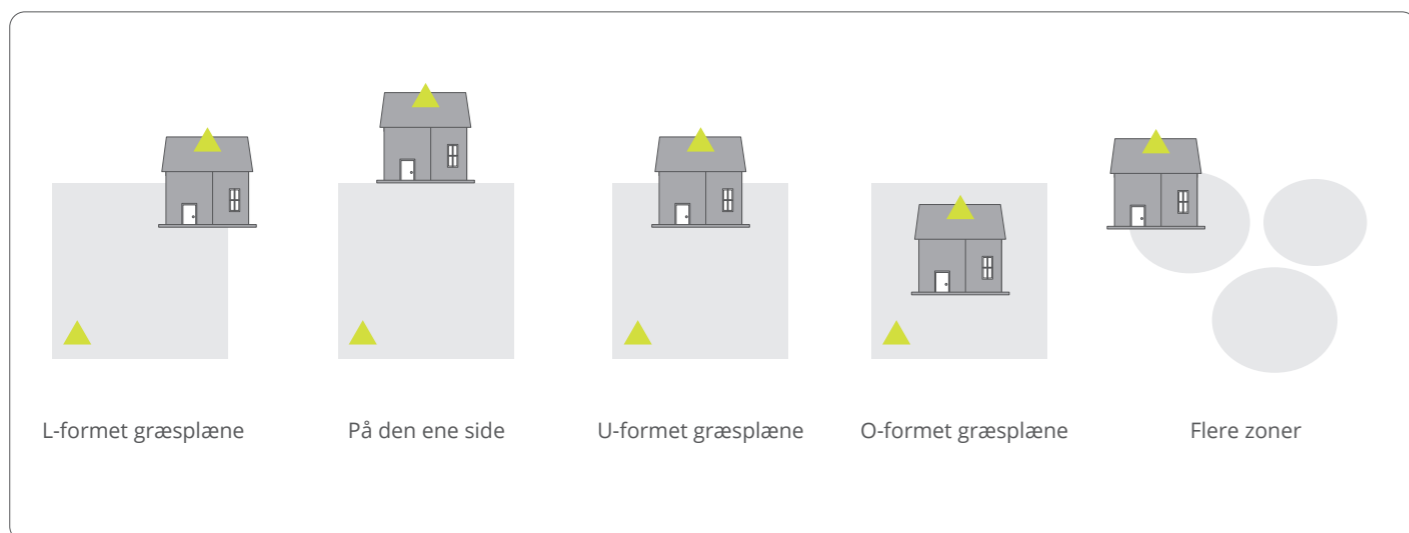 L-formet græsplæne
På den ene side
U-formet græsplæne
O-formet græsplæne
Flere zoner